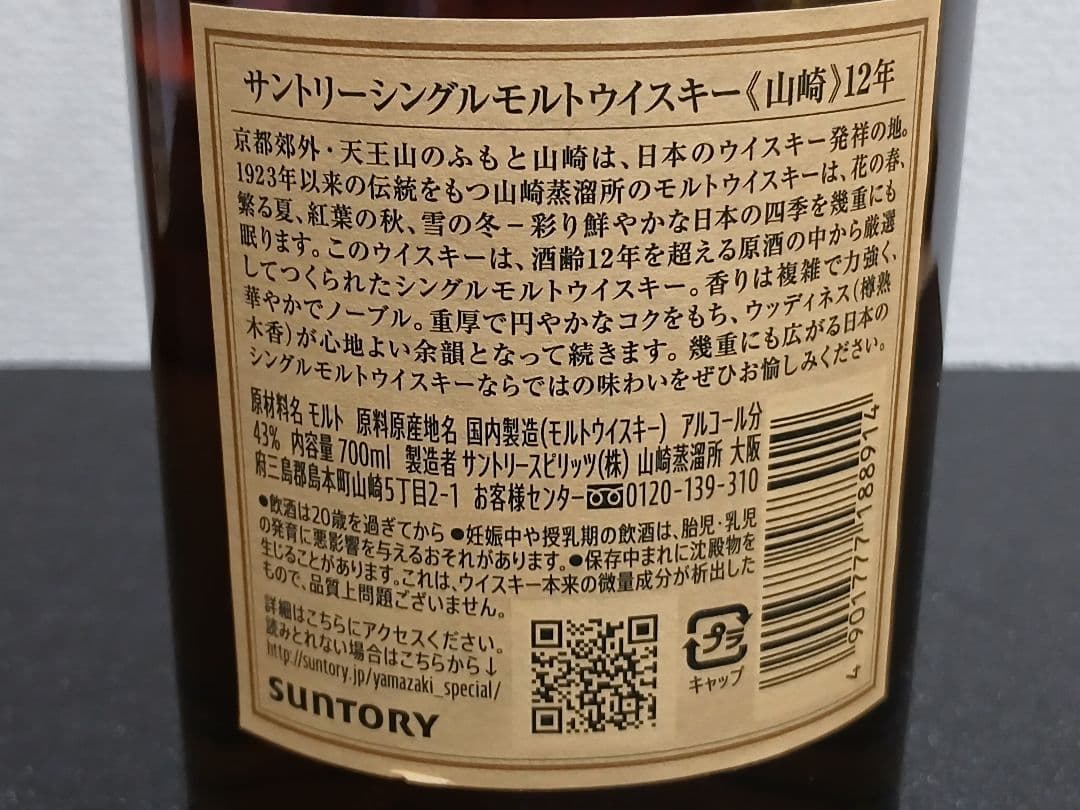 サントリーシングルモルトウイスキー《山崎》12年
京都郊外・天王山のふもと山崎は、日本のウイスキー発祥の地。
1923年以来の伝統をもつ山崎蒸溜所のモルトウイスキーは、花の春、
繁る夏、紅葉の秋、雪の冬－彩り鮮やかな日本の四季を幾重にも
眠ります。このウイスキーは、酒齢12年を超える原酒の中から厳選
してつくられたシングルモルトウイスキー。香りは複雑で力強く、
華やかでノーブル。重厚で円やかなコクをもち、ウッディネス(樽熟
木香)が心地よい余韻となって続きます。幾重にも広がる日本の
シングルモルトウイスキーならではの味わいをぜひお愉しみください。
原材料名 モルト 原料原産地名 国内製造(モルトウイスキー) アルコール分
43% 内容量 700ml 製造者 サントリースピリッツ(株) 山崎蒸溜所 大阪
府三島郡島本町山崎5丁目2-1 お客様センター 0120-139-310
●飲酒は20歳を過ぎてから ●妊娠中や授乳期の飲酒は、胎児・乳児
の発育に悪影響を与えるおそれがあります。●保存中まれに沈殿物を
生じることがあります。これは、ウイスキー本来の微量成分が析出した
もので、品質上問題ございません。
詳細はこちらにアクセスください。
読みとれない場合はこちらから↓
http://suntory.jp/yamazaki_special/
SUNTORY
プラ
キャップ
4 901777 188914